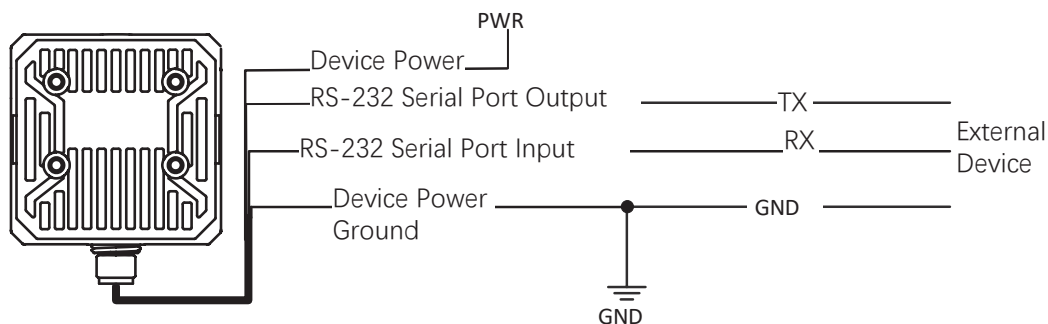 PWR
Device Power
RS-232 Serial Port Output
TX
RS-232 Serial Port Input
RX
External
Device
Device Power
Ground
GND
GND